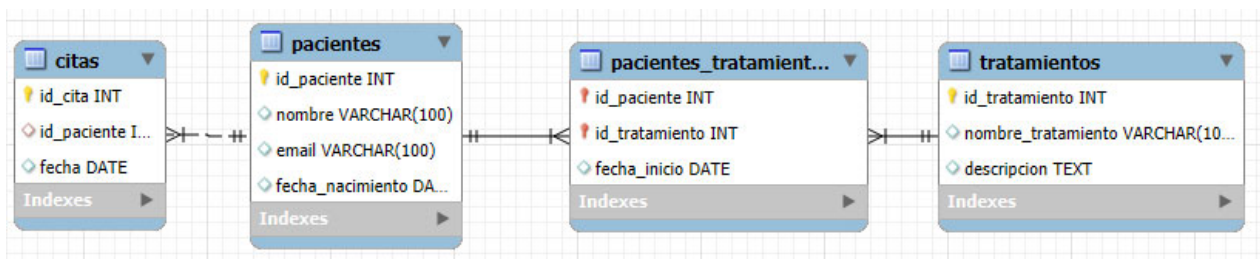 citas
id_cita INT
id_paciente I...
fecha DATE
Indexes
pacientes
id_paciente INT
nombre VARCHAR(100)
email VARCHAR(100)
fecha_nacimiento DA...
Indexes
pacientes_tratamient...
id_paciente INT
id_tratamiento INT
fecha_inicio DATE
Indexes
tratamientos
id_tratamiento INT
nombre_tratamiento VARCHAR(10...
descripcion TEXT
Indexes